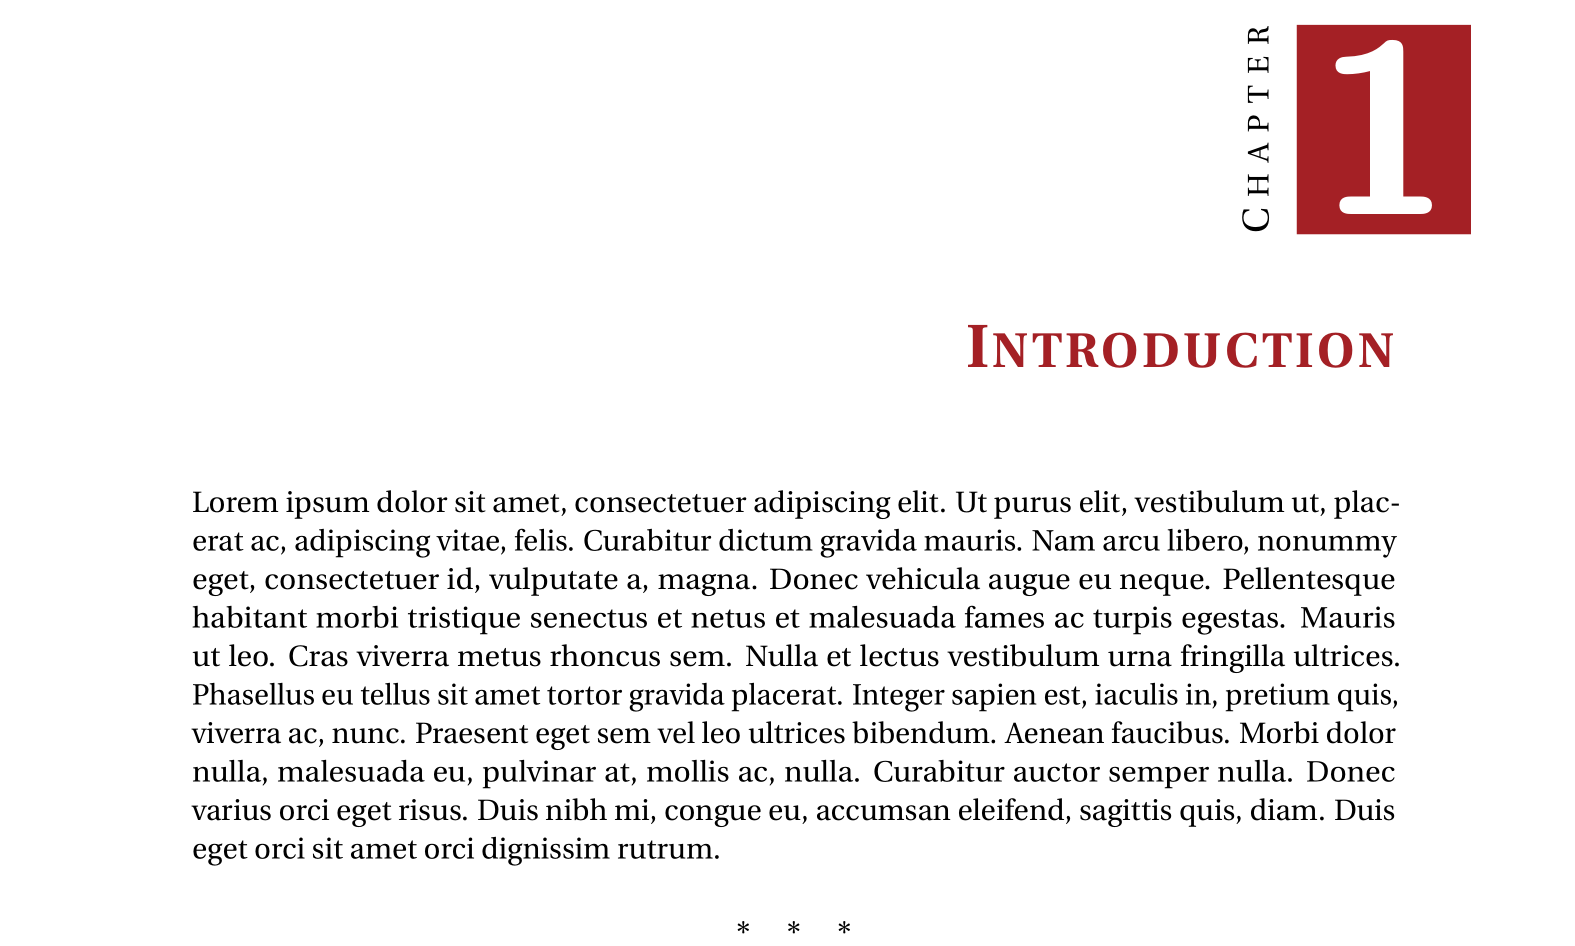 CHAPTER
1
INTRODUCTION
Lorem ipsum dolor sit amet, consectetuer adipiscing elit. Ut purus elit, vestibulum ut, plac-
erat ac, adipiscing vitae, felis. Curabitur dictum gravida mauris. Nam arcu libero, nonummy
eget, consectetuer id, vulputate a, magna. Donec vehicula augue eu neque. Pellentesque
habitant morbi tristique senectus et netus et malesuada fames ac turpis egestas. Mauris
ut leo. Cras viverra metus rhoncus sem. Nulla et lectus vestibulum urna fringilla ultrices.
Phasellus eu tellus sit amet tortor gravida placerat. Integer sapien est, iaculis in, pretium quis,
viverra ac, nunc. Praesent eget sem vel leo ultrices bibendum. Aenean faucibus. Morbi dolor
nulla, malesuada eu, pulvinar at, mollis ac, nulla. Curabitur auctor semper nulla. Donec
varius orci eget risus. Duis nibh mi, congue eu, accumsan eleifend, sagittis quis, diam. Duis
eget orci sit amet orci dignissim rutrum.
* * *